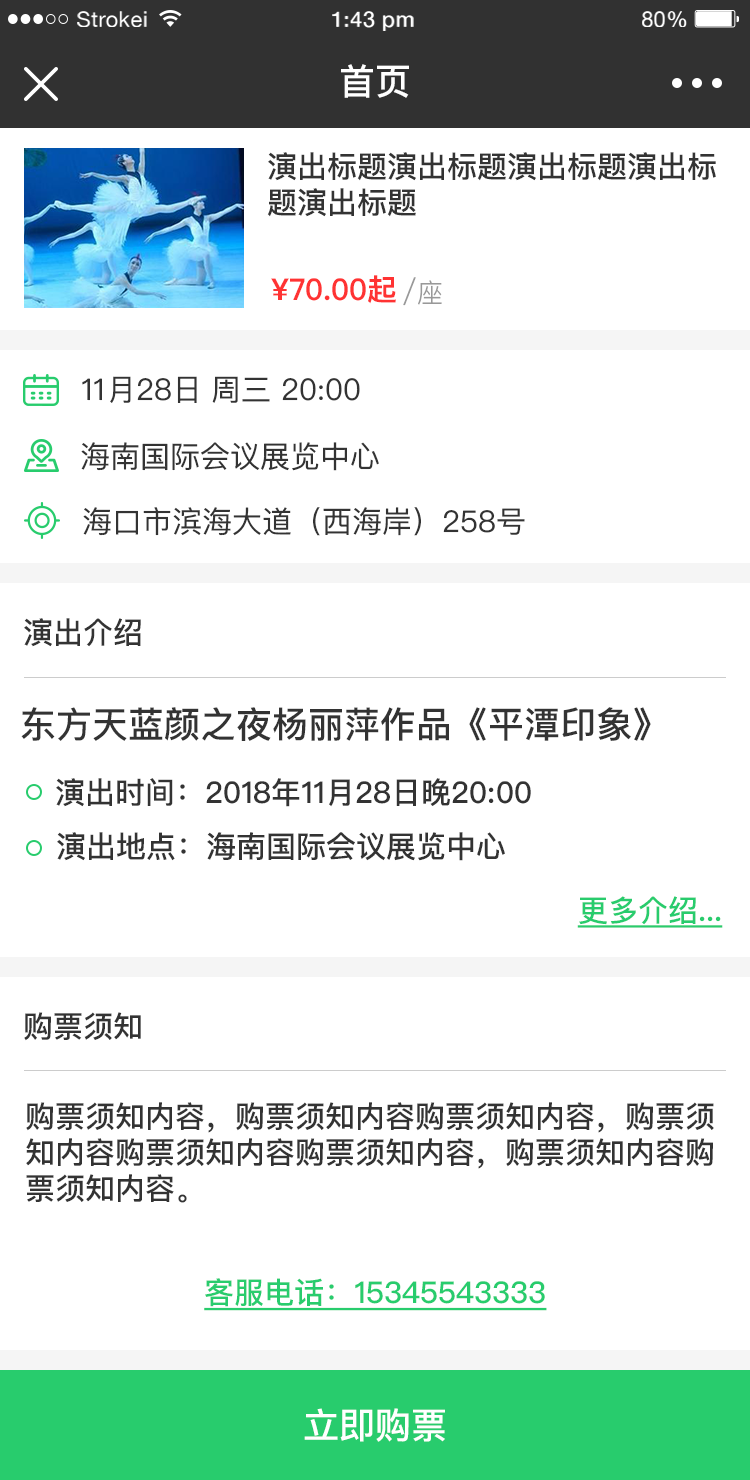 Strokei 1:43 pm 80%
首页
演出标题演出标题演出标题演出标
题演出标题
¥70.00起 /座
11月28日 周三 20:00
海南国际会议展览中心
海口市滨海大道（西海岸）258号
演出介绍
东方天蓝颜之夜杨丽萍作品《平潭印象》
演出时间：2018年11月28日晚20:00
演出地点：海南国际会议展览中心
更多介绍...
购票须知
购票须知内容，购票须知内容购票须知内容，购票须
知内容购票须知内容购票须知内容，购票须知内容购
票须知内容。
客服电话：15345543333
立即购票